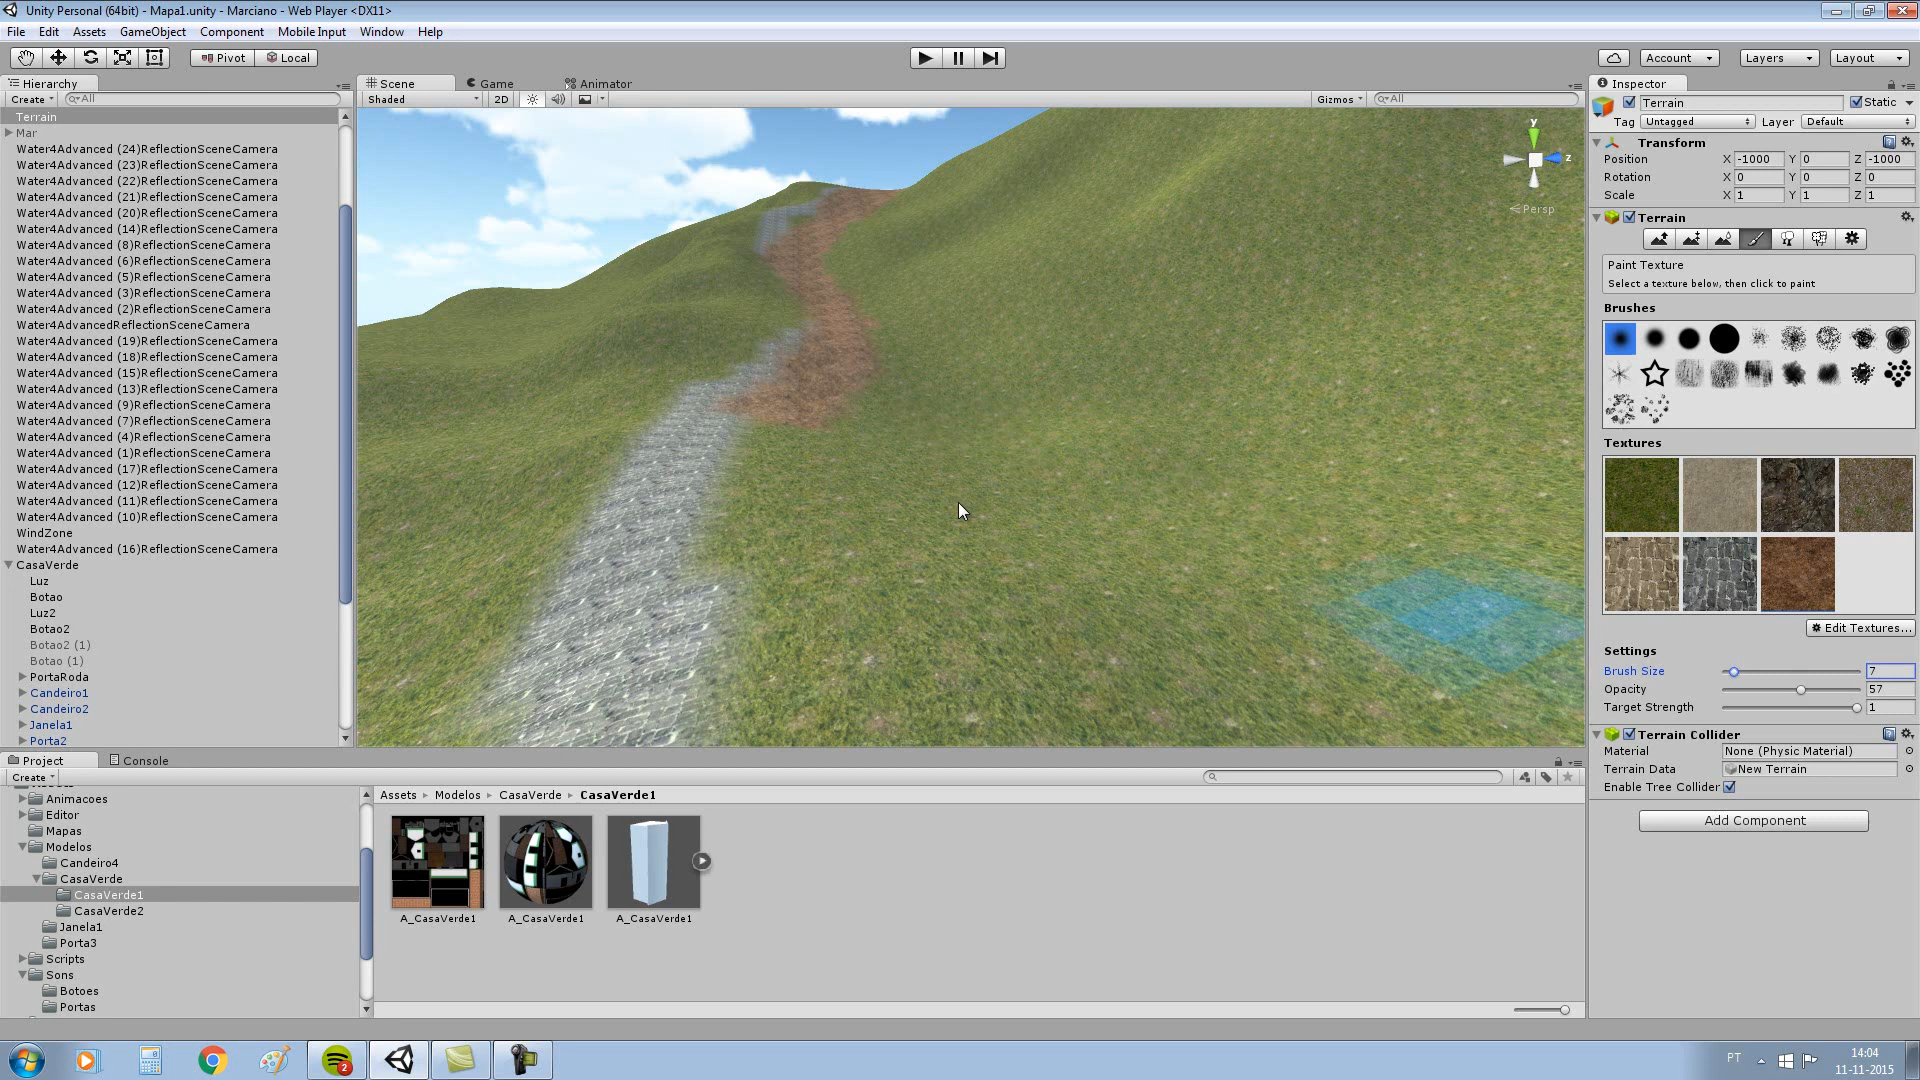 Unity Personal (64bit) - Mapa1.unity - Marciano - Web Player <DX11>
File Edit Assets GameObject Component Mobile Input Window Help
Pivot Local Account Layers Layout
Hierarchy
Create All
Terrain
Mar
Water4Advanced (24)ReflectionSceneCamera
Water4Advanced (23)ReflectionSceneCamera
Water4Advanced (22)ReflectionSceneCamera
Water4Advanced (21)ReflectionSceneCamera
Water4Advanced (20)ReflectionSceneCamera
Water4Advanced (14)ReflectionSceneCamera
Water4Advanced (8)ReflectionSceneCamera
Water4Advanced (6)ReflectionSceneCamera
Water4Advanced (5)ReflectionSceneCamera
Water4Advanced (3)ReflectionSceneCamera
Water4Advanced (2)ReflectionSceneCamera
Water4AdvancedReflectionSceneCamera
Water4Advanced (19)ReflectionSceneCamera
Water4Advanced (18)ReflectionSceneCamera
Water4Advanced (15)ReflectionSceneCamera
Water4Advanced (13)ReflectionSceneCamera
Water4Advanced (9)ReflectionSceneCamera
Water4Advanced (7)ReflectionSceneCamera
Water4Advanced (4)ReflectionSceneCamera
Water4Advanced (1)ReflectionSceneCamera
Water4Advanced (17)ReflectionSceneCamera
Water4Advanced (12)ReflectionSceneCamera
Water4Advanced (11)ReflectionSceneCamera
Water4Advanced (10)ReflectionSceneCamera
WindZone
Water4Advanced (16)ReflectionSceneCamera
CasaVerde
Luz
Botao
Luz2
Botao2
Botao2 (1)
Botao (1)
PortaRoda
Candeiro1
Candeiro2
Janela1
Porta2
Scene Game Animator
Shaded 2D Gizmos All
y
z
Persp
Inspector
Terrain Static
Tag Untagged Layer Default
Transform
Position X -1000 Y 0 Z -1000
Rotation X 0 Y 0 Z 0
Scale X 1 Y 1 Z 1
Terrain
Paint Texture
Select a texture below, then click to paint
Brushes
Textures
Edit Textures...
Settings
Brush Size 7
Opacity 57
Target Strength 1
Terrain Collider
Material None (Physic Material)
Terrain Data New Terrain
Enable Tree Collider
Add Component
Project Console
Create
Animacoes
Editor
Mapas
Modelos
Candeiro4
CasaVerde
CasaVerde1
CasaVerde2
Janela1
Porta3
Scripts
Sons
Botoes
Portas
Assets Modelos CasaVerde CasaVerde1
A_CasaVerde1 A_CasaVerde1 A_CasaVerde1
2
PT
14:04
11-11-2015